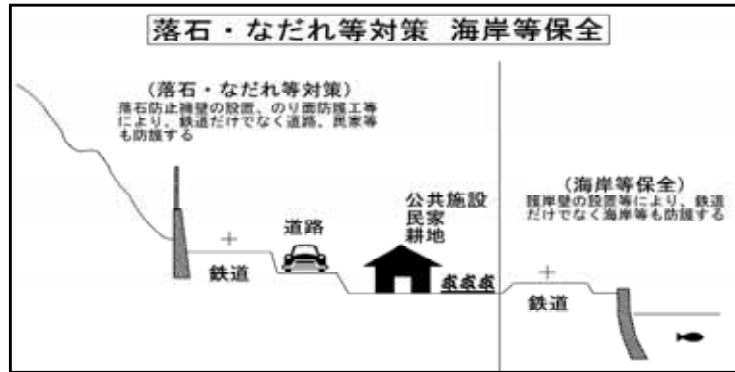 落石・なだれ等対策 海岸等保全
(落石・なだれ等対策)
落石防止擁壁の設置、のり面防護工等
により、鉄道だけでなく道路、民家等
も防護する
(海岸等保全)
護岸壁の設置等により、鉄道
だけでなく海岸等も防護する
公共施設
民家
耕地
道路
鉄道
鉄道